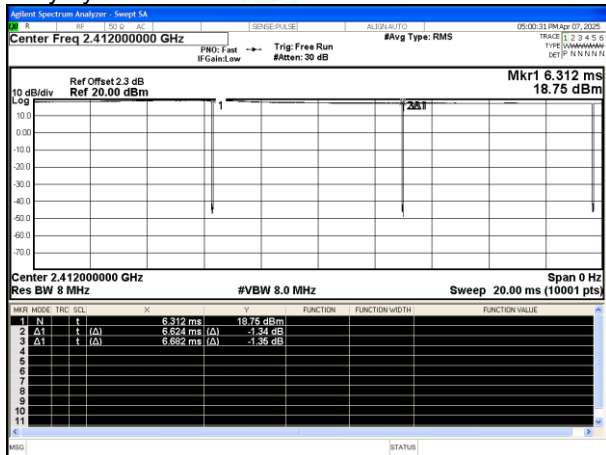 Agilent Spectrum Analyzer - Swept SA
R RF 50 Ω AC SENSE:PULSE ALIGN AUTO 05:00:31 PM Apr 07, 2025
Center Freq 2.412000000 GHz #Avg Type: RMS TRACE 1 2 3 4 5 6
PNO: Fast Trig: Free Run TYPE
IFGain:Low #Atten: 30 dB DET P N N N N N
Mkr1 6.312 ms
Ref Offset 2.3 dB
10 dB/div Ref 20.00 dBm 18.75 dBm
Log
1
10.0
0.00
-10.0
-20.0
-30.0
-40.0
-50.0
-60.0
-70.0
Center 2.412000000 GHz Span 0 Hz
Res BW 8 MHz #VBW 8.0 MHz Sweep 20.00 ms (10001 pts)
MKR MODE TRC SCL X Y FUNCTION FUNCTION WIDTH FUNCTION VALUE
1 N t 6.312 ms 18.75 dBm
2 Δ1 t (Δ) 6.624 ms (Δ) -1.34 dB
3 Δ1 t (Δ) 6.682 ms (Δ) -1.35 dB
4
5
6
7
8
9
10
11
MSG STATUS